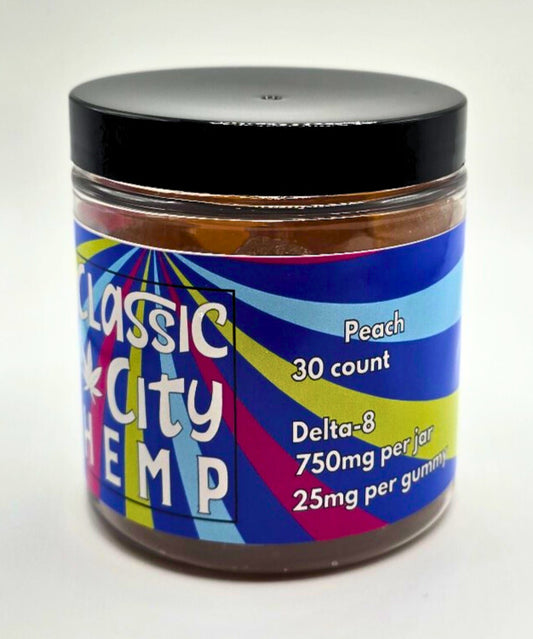 Classic
City
HEMP
Peach
30 count
Delta-8
750mg per jar
25mg per gummy